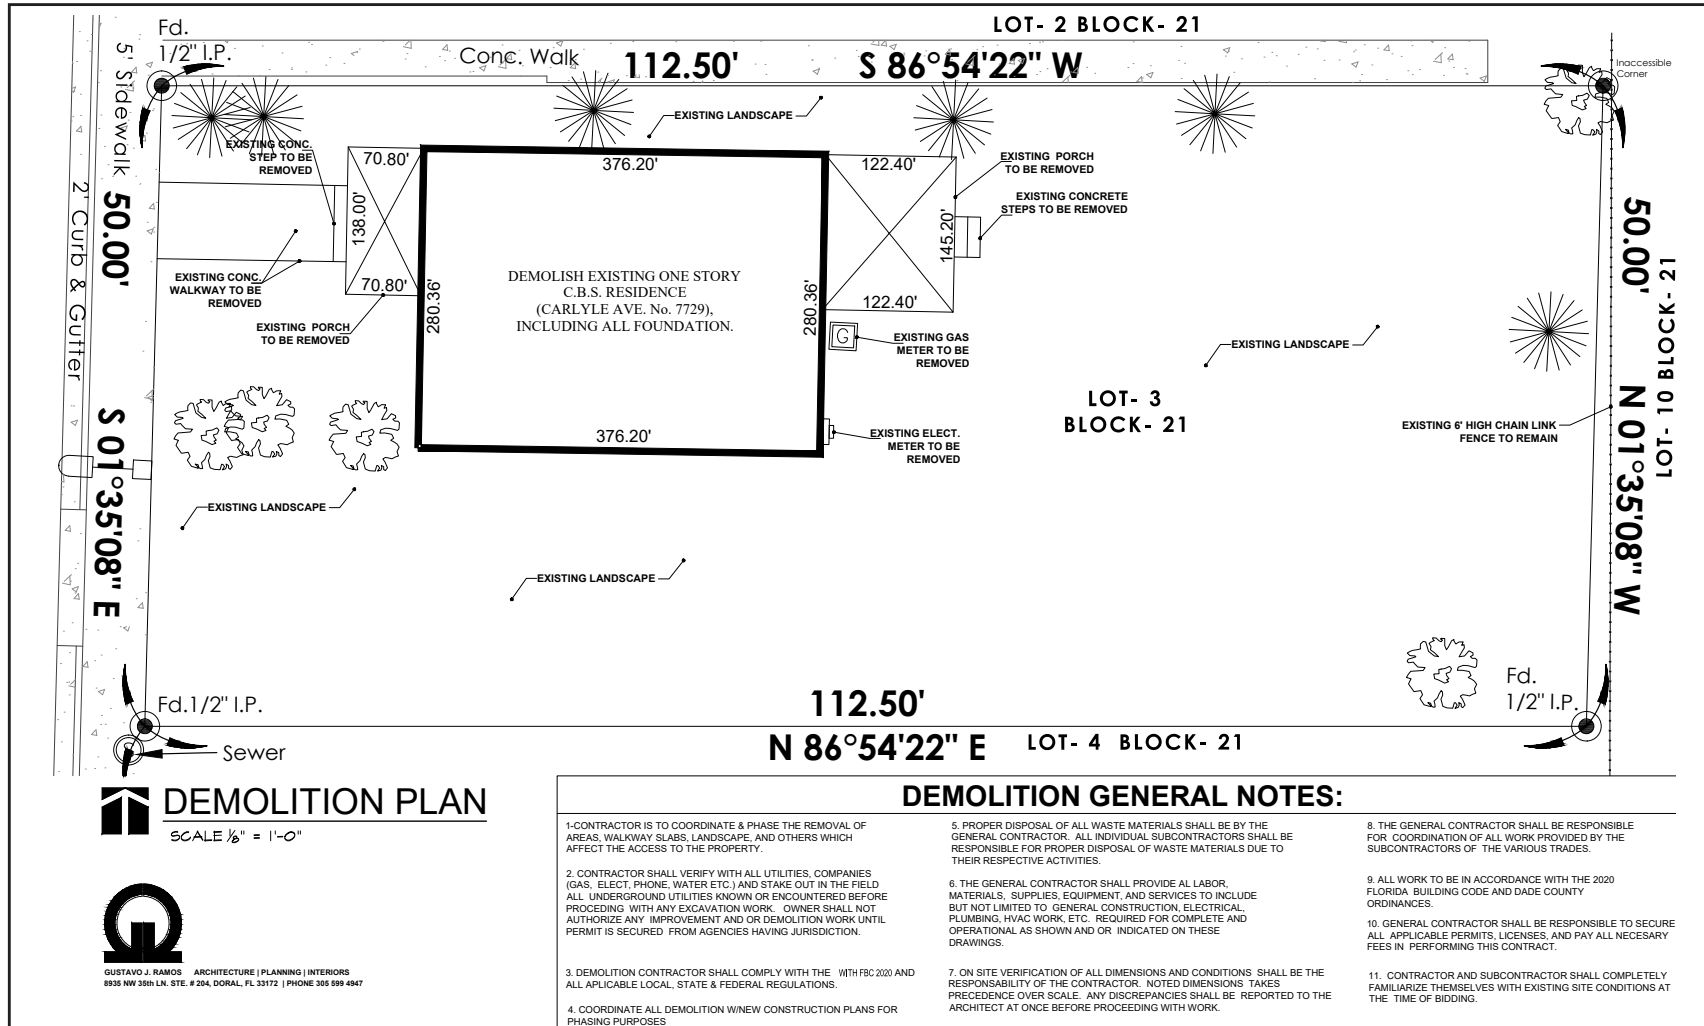 LOT- 2 BLOCK- 21
Fd.
1/2" I.P.
Conc. Walk
112.50'
S 86°54'22" W
Inaccessible
Corner
5' Sidewalk
2' Curb & Gutter
50.00'
S 01°35'08" E
EXISTING LANDSCAPE
EXISTING CONC.
STEP TO BE
REMOVED
70.80'
376.20'
122.40'
EXISTING PORCH
TO BE REMOVED
EXISTING CONCRETE
STEPS TO BE REMOVED
138.00'
145.20'
50.00'
N 01°35'08" W
LOT- 10 BLOCK- 21
EXISTING CONC.
WALKWAY TO BE
REMOVED
70.80'
280.36'
DEMOLISH EXISTING ONE STORY
C.B.S. RESIDENCE
(CARLYLE AVE. No. 7729),
INCLUDING ALL FOUNDATION.
280.36'
122.40'
EXISTING PORCH
TO BE REMOVED
G
EXISTING GAS
METER TO BE
REMOVED
EXISTING LANDSCAPE
LOT- 3
BLOCK- 21
376.20'
EXISTING ELECT.
METER TO BE
REMOVED
EXISTING 6' HIGH CHAIN LINK
FENCE TO REMAIN
EXISTING LANDSCAPE
EXISTING LANDSCAPE
Fd.1/2" I.P.
112.50'
Fd.
1/2" I.P.
N 86°54'22" E
LOT- 4 BLOCK- 21
S
Sewer
DEMOLITION PLAN
SCALE 1/8" = 1'-0"
GUSTAVO J. RAMOS ARCHITECTURE | PLANNING | INTERIORS
8935 NW 35th LN. STE. # 204, DORAL, FL 33172 | PHONE 305 599 4947
DEMOLITION GENERAL NOTES:
1-CONTRACTOR IS TO COORDINATE & PHASE THE REMOVAL OF
AREAS, WALKWAY SLABS, LANDSCAPE, AND OTHERS WHICH
AFFECT THE ACCESS TO THE PROPERTY.
2. CONTRACTOR SHALL VERIFY WITH ALL UTILITIES, COMPANIES
(GAS, ELECT, PHONE, WATER ETC.) AND STAKE OUT IN THE FIELD
ALL UNDERGROUND UTILITIES KNOWN OR ENCOUNTERED BEFORE
PROCEDING WITH ANY EXCAVATION WORK. OWNER SHALL NOT
AUTHORIZE ANY IMPROVEMENT AND OR DEMOLITION WORK UNTIL
PERMIT IS SECURED FROM AGENCIES HAVING JURISDICTION.
3. DEMOLITION CONTRACTOR SHALL COMPLY WITH THE WITH FBC 2020 AND
ALL APLICABLE LOCAL, STATE & FEDERAL REGULATIONS.
4. COORDINATE ALL DEMOLITION W/NEW CONSTRUCTION PLANS FOR
PHASING PURPOSES
5. PROPER DISPOSAL OF ALL WASTE MATERIALS SHALL BE BY THE
GENERAL CONTRACTOR. ALL INDIVIDUAL SUBCONTRACTORS SHALL BE
RESPONSIBLE FOR PROPER DISPOSAL OF WASTE MATERIALS DUE TO
THEIR RESPECTIVE ACTIVITIES.
6. THE GENERAL CONTRACTOR SHALL PROVIDE AL LABOR,
MATERIALS, SUPPLIES, EQUIPMENT, AND SERVICES TO INCLUDE
BUT NOT LIMITED TO GENERAL CONSTRUCTION, ELECTRICAL,
PLUMBING, HVAC WORK, ETC. REQUIRED FOR COMPLETE AND
OPERATIONAL AS SHOWN AND OR INDICATED ON THESE
DRAWINGS.
7. ON SITE VERIFICATION OF ALL DIMENSIONS AND CONDITIONS SHALL BE THE
RESPONSABILITY OF THE CONTRACTOR. NOTED DIMENSIONS TAKES
PRECEDENCE OVER SCALE. ANY DISCREPANCIES SHALL BE REPORTED TO THE
ARCHITECT AT ONCE BEFORE PROCEEDING WITH WORK.
8. THE GENERAL CONTRACTOR SHALL BE RESPONSIBLE
FOR COORDINATION OF ALL WORK PROVIDED BY THE
SUBCONTRACTORS OF THE VARIOUS TRADES.
9. ALL WORK TO BE IN ACCORDANCE WITH THE 2020
FLORIDA BUILDING CODE AND DADE COUNTY
ORDINANCES.
10. GENERAL CONTRACTOR SHALL BE RESPONSIBLE TO SECURE
ALL APPLICABLE PERMITS, LICENSES, AND PAY ALL NECESARY
FEES IN PERFORMING THIS CONTRACT.
11. CONTRACTOR AND SUBCONTRACTOR SHALL COMPLETELY
FAMILIARIZE THEMSELVES WITH EXISTING SITE CONDITIONS AT
THE TIME OF BIDDING.